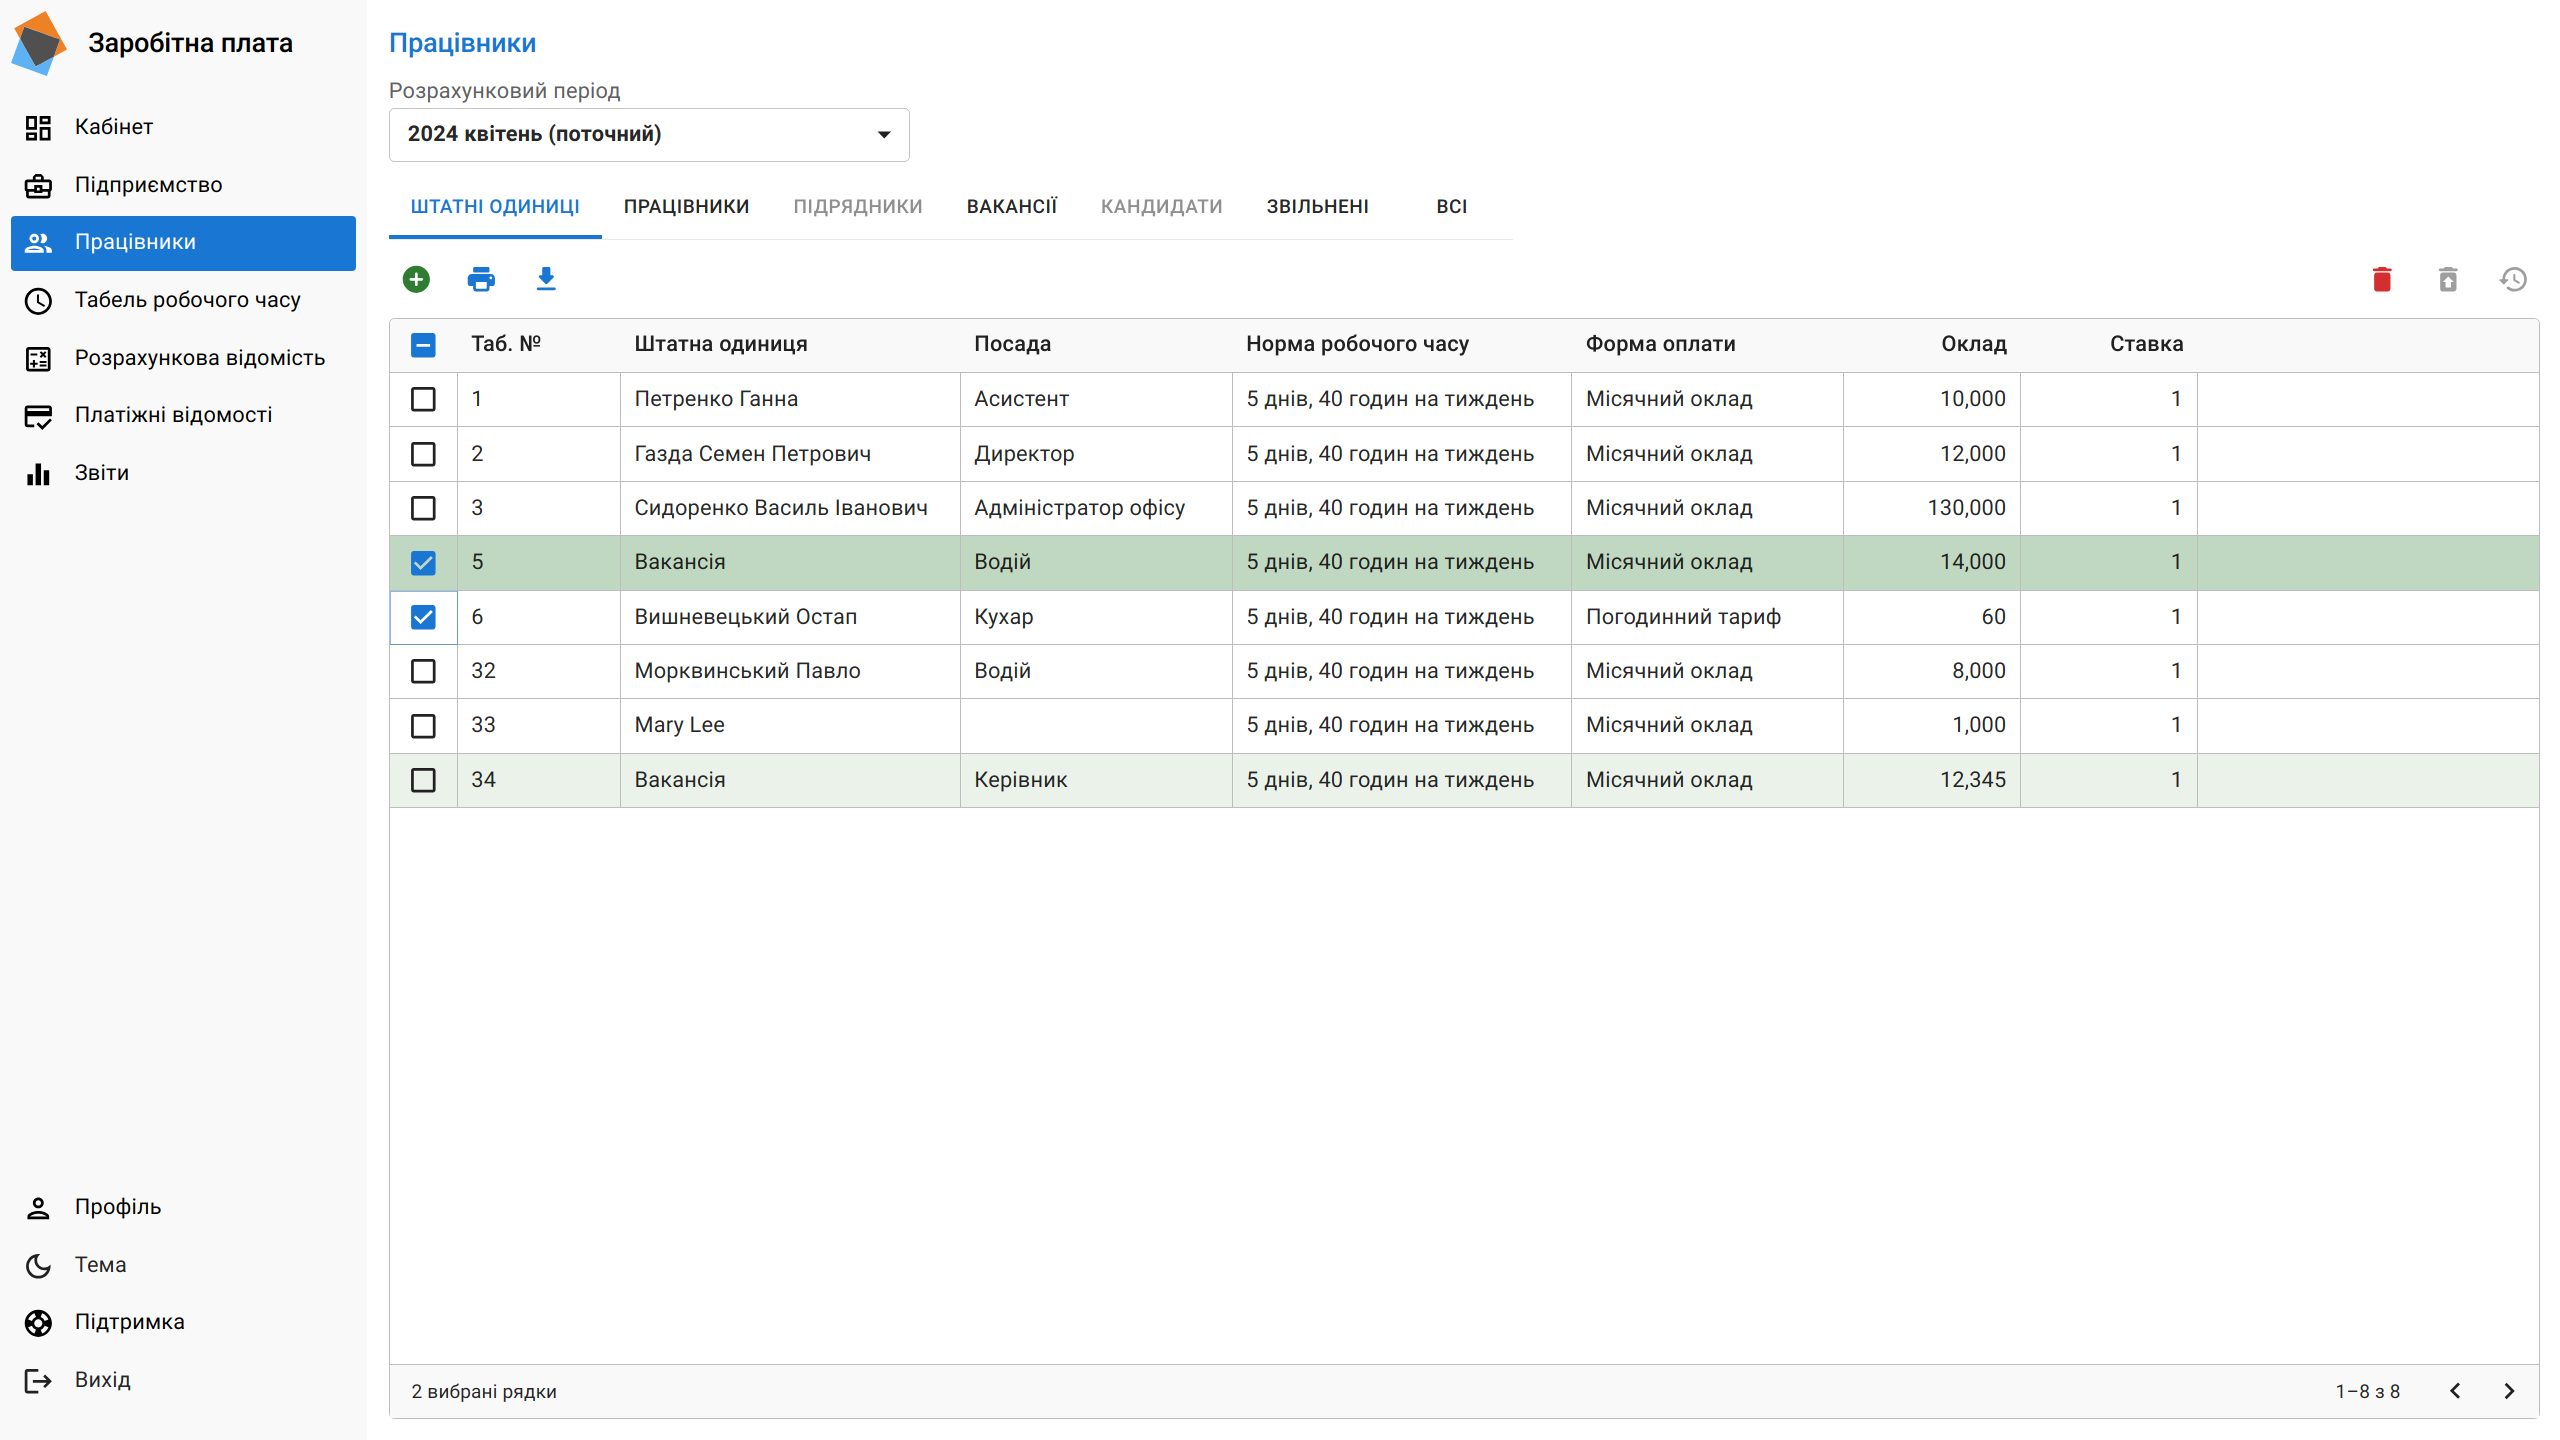 Заробітна плата
Кабінет
Підприємство
Працівники
Табель робочого часу
Розрахункова відомість
Платіжні відомості
Звіти
Профіль
Тема
Підтримка
Вихід
Працівники
Розрахунковий період
2024 квітень (поточний)
ШТАТНІ ОДИНИЦІ ПРАЦІВНИКИ ПІДРЯДНИКИ ВАКАНСІЇ КАНДИДАТИ ЗВІЛЬНЕНІ ВСІ
Таб. № Штатна одиниця Посада Норма робочого часу Форма оплати Оклад Ставка
1 Петренко Ганна Асистент 5 днів, 40 годин на тиждень Місячний оклад 10,000 1
2 Газда Семен Петрович Директор 5 днів, 40 годин на тиждень Місячний оклад 12,000 1
3 Сидоренко Василь Іванович Адміністратор офісу 5 днів, 40 годин на тиждень Місячний оклад 130,000 1
5 Вакансія Водій 5 днів, 40 годин на тиждень Місячний оклад 14,000 1
6 Вишневецький Остап Кухар 5 днів, 40 годин на тиждень Погодинний тариф 60 1
32 Морквинський Павло Водій 5 днів, 40 годин на тиждень Місячний оклад 8,000 1
33 Mary Lee 5 днів, 40 годин на тиждень Місячний оклад 1,000 1
34 Вакансія Керівник 5 днів, 40 годин на тиждень Місячний оклад 12,345 1
2 вибрані рядки 1–8 з 8